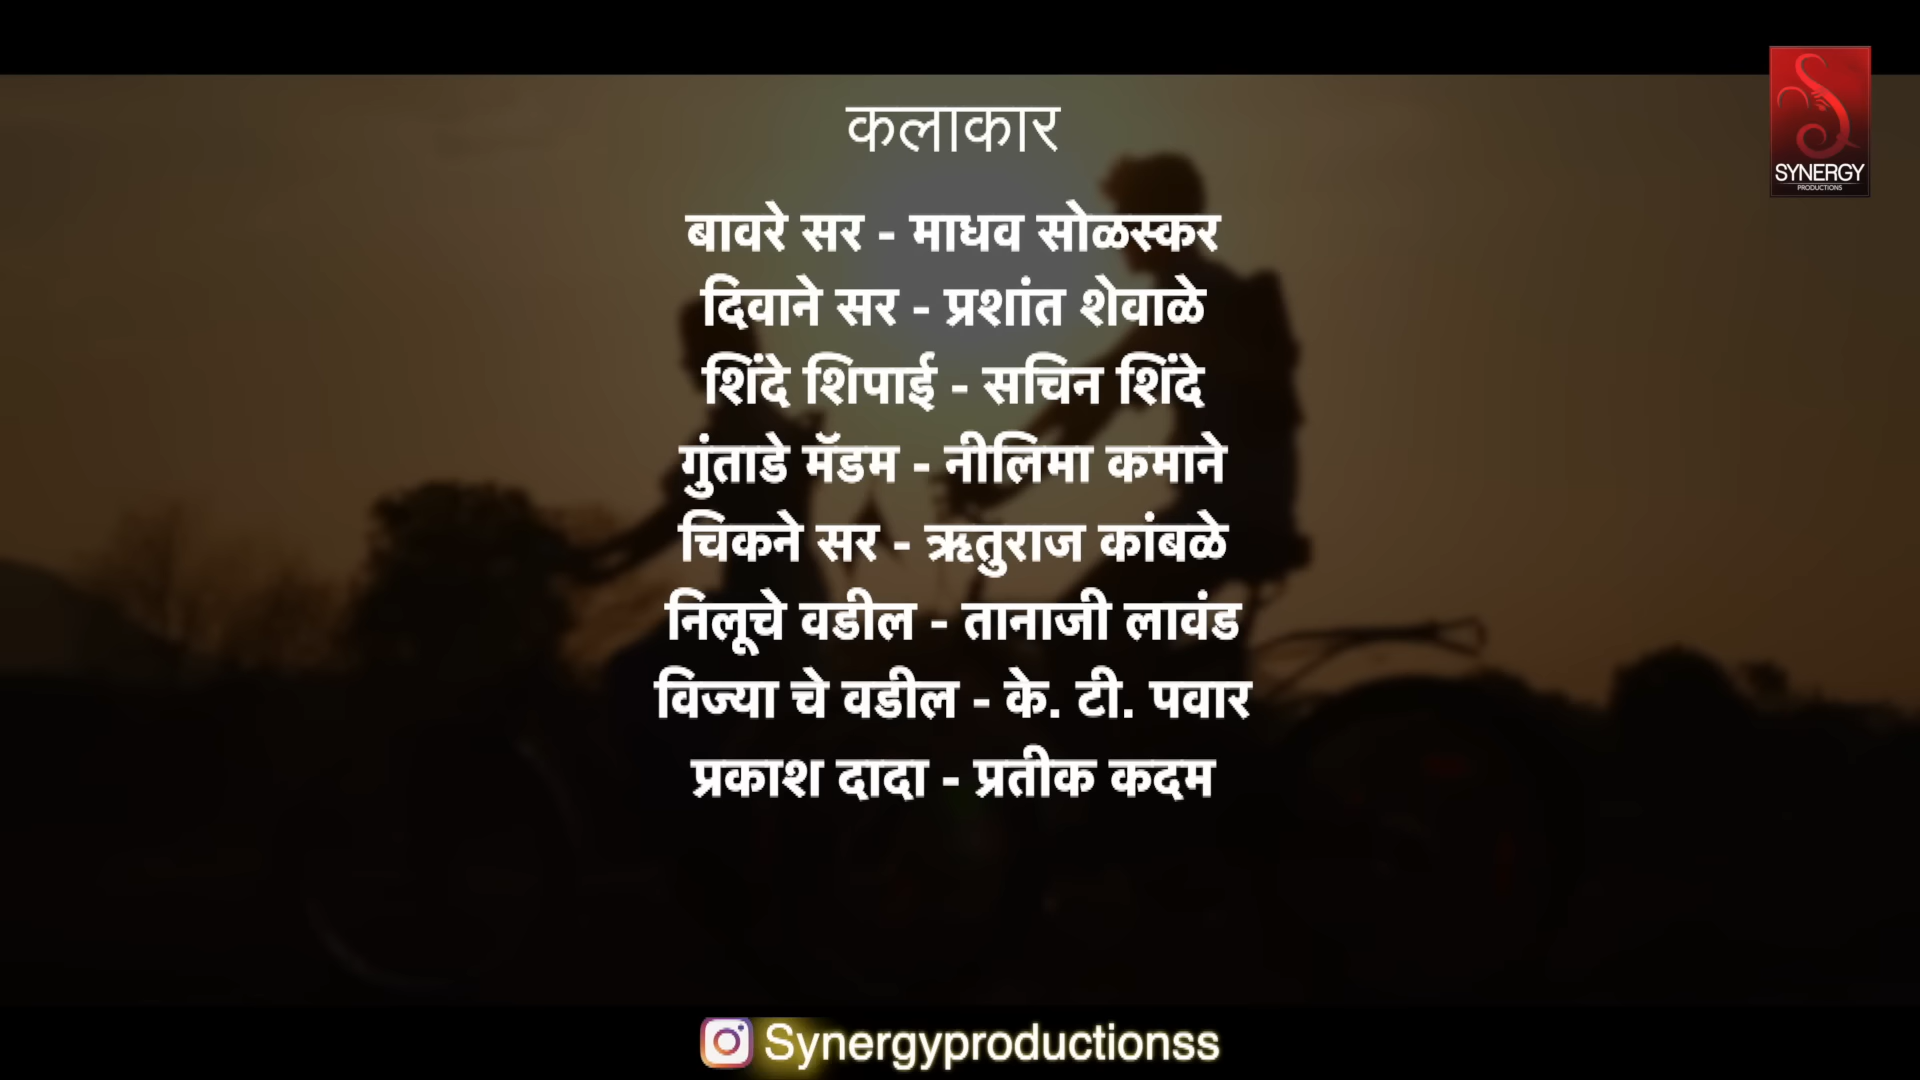 कलाकार
SYNERGY
PRODUCTIONS
बावरे सर - माधव सोळस्कर
दिवाने सर - प्रशांत शेवाळे
शिंदे शिपाई - सचिन शिंदे
गुंताडे मॅडम - नीलिमा कमाने
चिकने सर - ऋतुराज कांबळे
निलूचे वडील - तानाजी लावंड
विज्या चे वडील - के. टी. पवार
प्रकाश दादा - प्रतीक कदम
Synergyproductionss